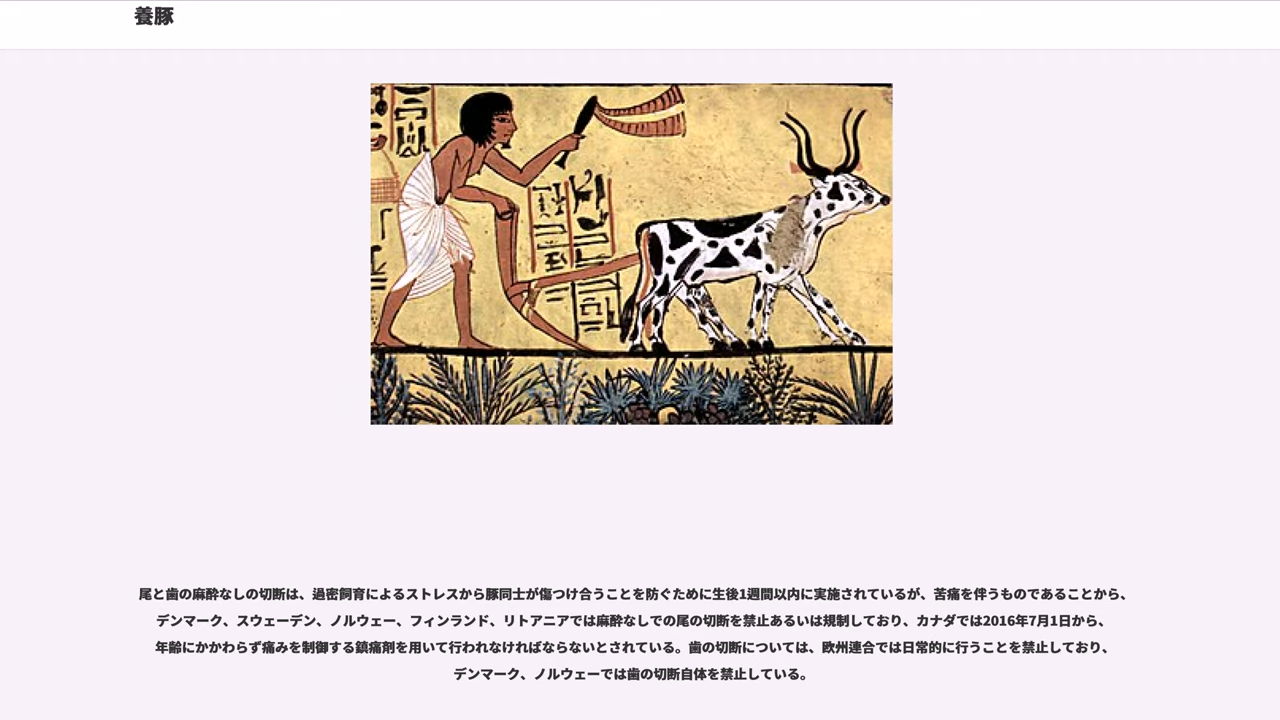 養豚
尾と歯の麻酔なしの切断は、過密飼育によるストレスから豚同士が傷つけ合うことを防ぐために生後1週間以内に実施されているが、苦痛を伴うものであることから、
デンマーク、スウェーデン、ノルウェー、フィンランド、リトアニアでは麻酔なしでの尾の切断を禁止あるいは規制しており、カナダでは2016年7月1日から、
年齢にかかわらず痛みを制御する鎮痛剤を用いて行われなければならないとされている。歯の切断については、欧州連合では日常的に行うことを禁止しており、
デンマーク、ノルウェーでは歯の切断自体を禁止している。